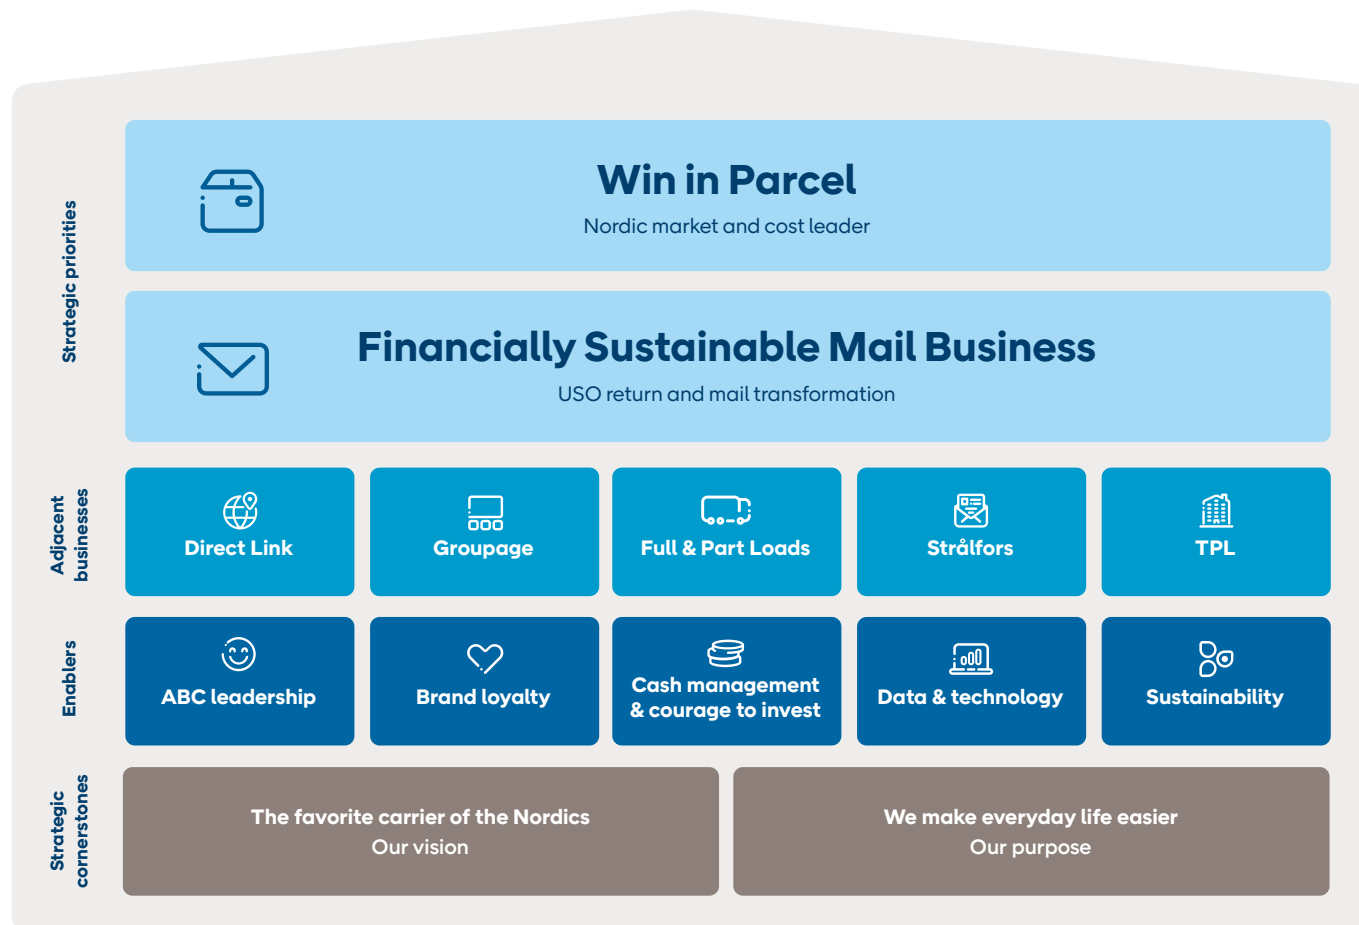 Strategic priorities
Win in Parcel
Nordic market and cost leader
Financially Sustainable Mail Business
USO return and mail transformation
Adjacent
businesses
Direct Link
Groupage
Full & Part Loads
Strålfors
TPL
Enablers
ABC leadership
Brand loyalty
Cash management
& courage to invest
Data & technology
Sustainability
Strategic
cornerstones
The favorite carrier of the Nordics
Our vision
We make everyday life easier
Our purpose